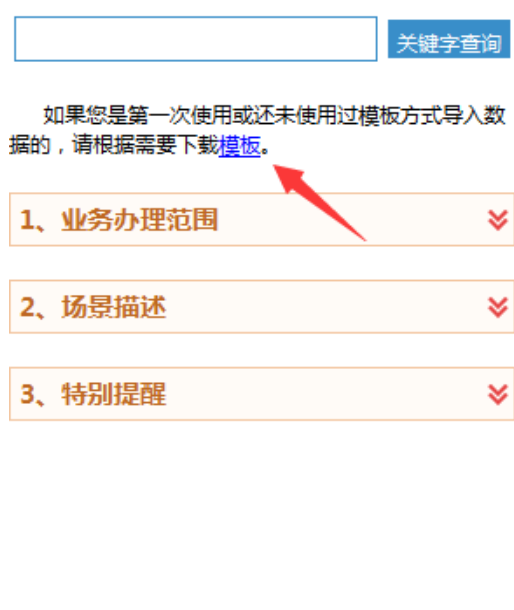 关键字查询
如果您是第一次使用或还未使用过模板方式导入数
据的，请根据需要下载模板。
1、业务办理范围
2、场景描述
3、特别提醒